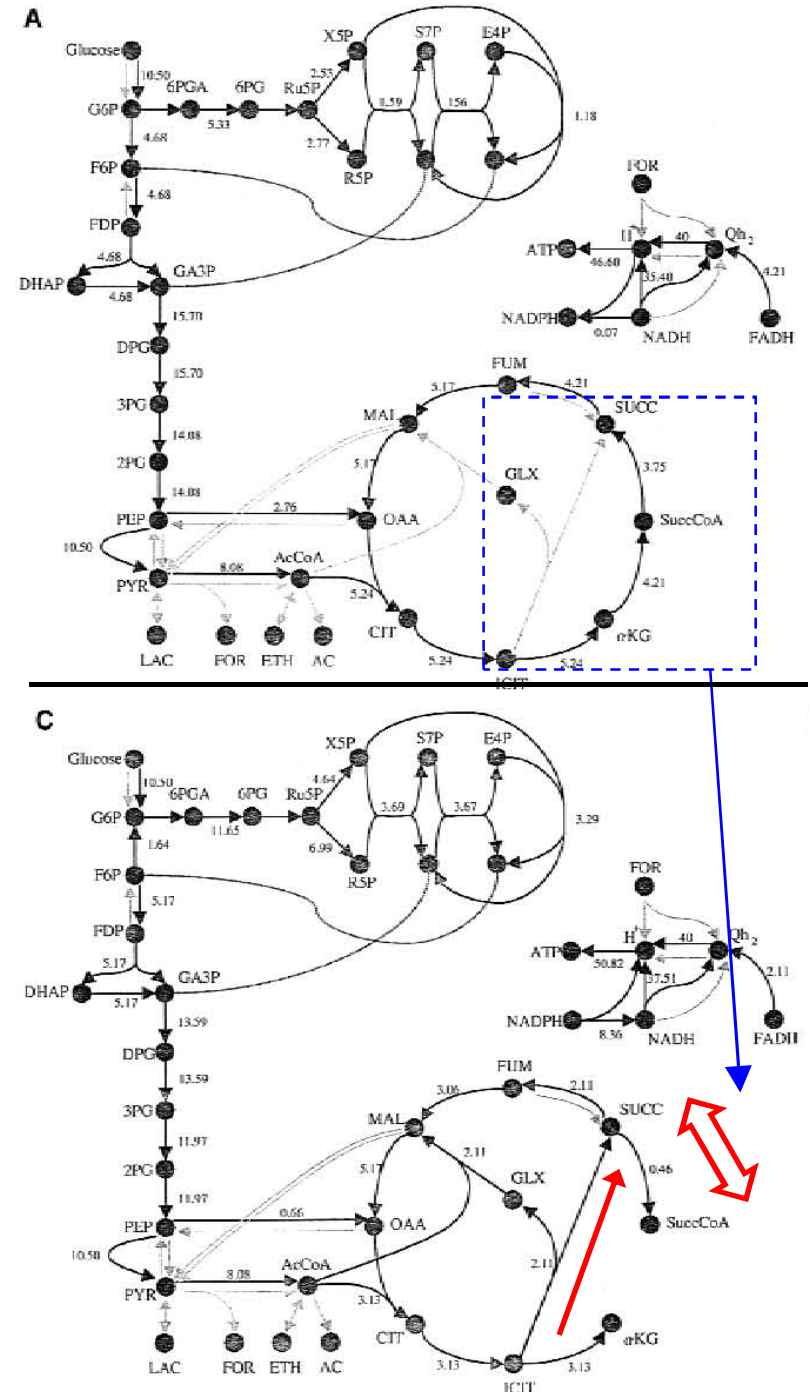 A
X5P S7P E4P
Glucose
10.50
6PGA 6PG Ru5P
2.53
G6P
5.33
1.59
156
1.18
4.68
2.77
F6P
R5P
4.68
FDP
FOR
H Qh2
ATP
40
46.60
35.40
4.21
4.68
GA3P
DHAP
4.68
NADPH
0.07
NADH
FADH
15.70
DPG
15.70
FUM
5.17
4.21
3PG
MAL
SUCC
14.08
5.17
3.75
2PG
GLX
14.08
2.76
PEP
OAA
SuccCoA
10.50
AcCoA
8.08
PYR
5.24
4.21
CIT
αKG
LAC FOR ETH AC
5.24
5.24
ICIT
C
X5P S7P E4P
Glucose
10.50
6PGA 6PG Ru5P
4.64
G6P
11.65
3.69
3.67
3.29
1.64
6.99
F6P
R5P
5.17
FOR
FDP
H Qh2
ATP
40
50.82
37.51
2.11
5.17
GA3P
DHAP
5.17
NADPH
8.36
NADH
FADH
13.59
DPG
13.59
FUM
3.06
2.11
3PG
MAL
SUCC
11.97
2.11
5.17
0.46
2PG
GLX
11.97
0.66
PEP
OAA
SuccCoA
10.50
2.11
AcCoA
8.08
PYR
3.13
CIT
αKG
3.13
3.13
LAC FOR ETH AC
ICIT